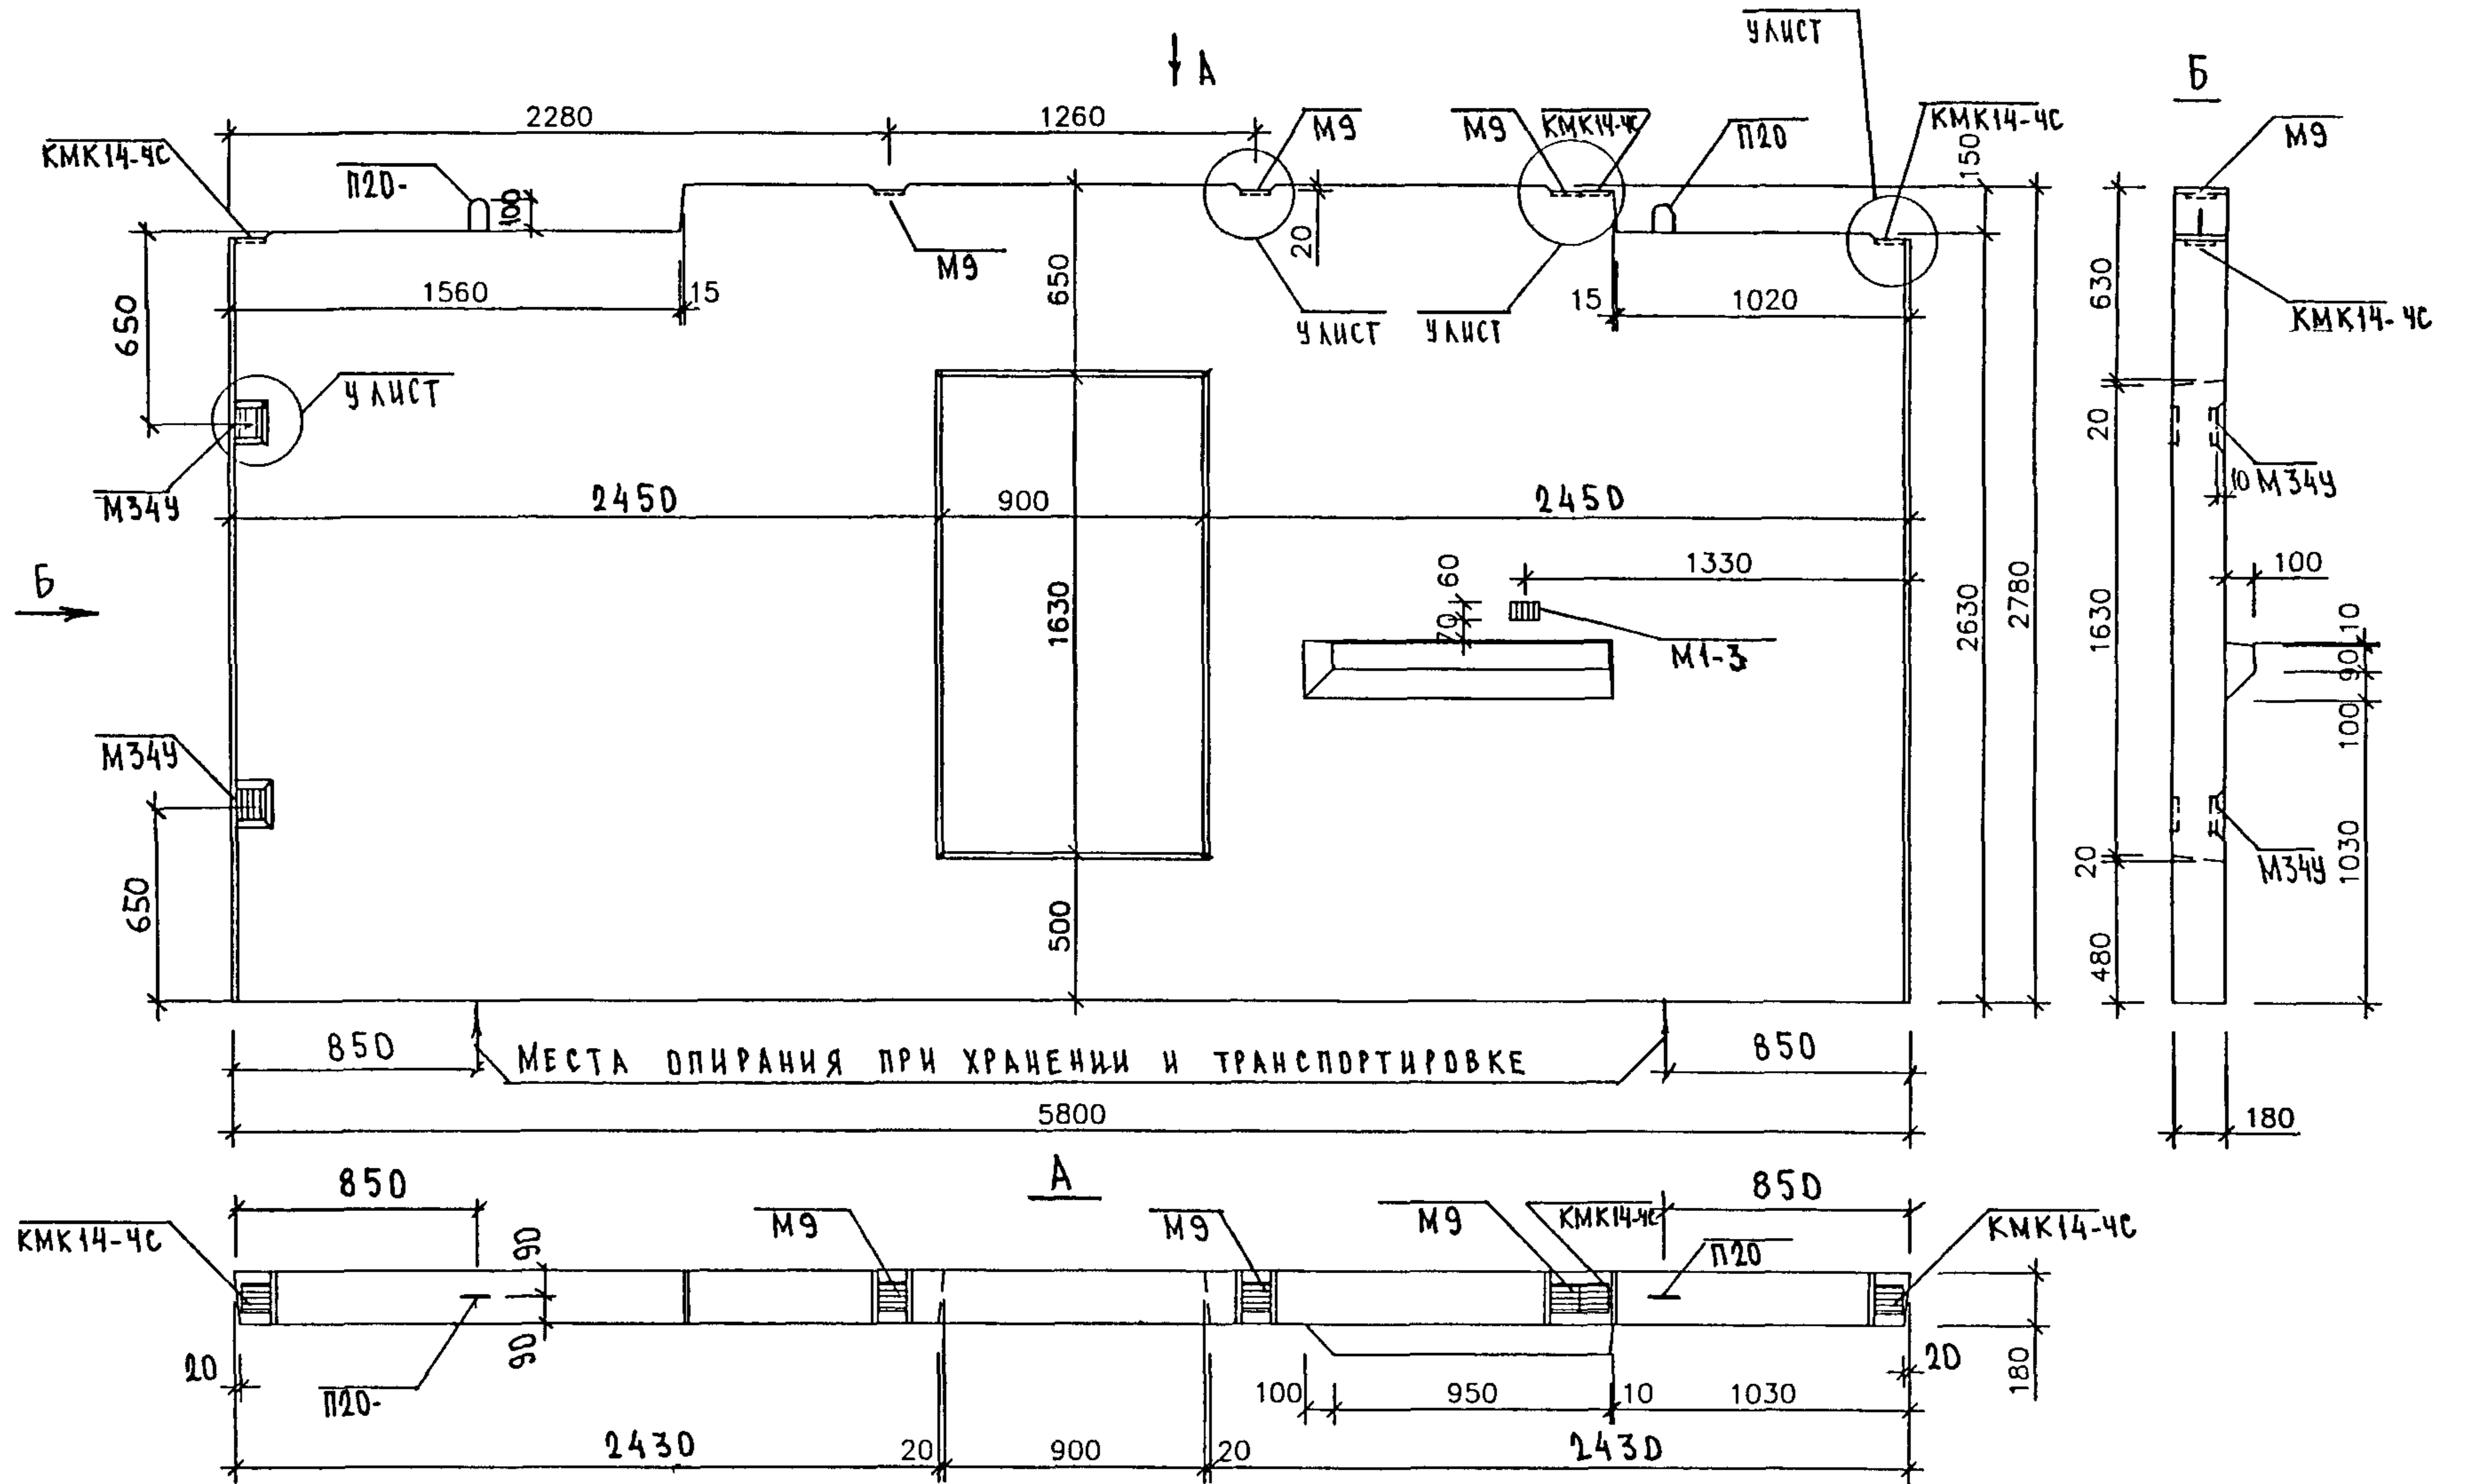 УЛИСТ
А
Б
2280
1260
М9
М9
КМК14-4С
П20
КМК14-4С
М9
КМК14-4С
П20-
100
150
М9
20
650
650
1560
15
15
1020
УЛИСТ
УЛИСТ
630
КМК14-4С
УЛИСТ
20
М34У
2450
900
2450
10
М34У
Б
1330
60
70
М1-3
1630
2630
2780
1630
100
10
90
100
М34У
650
500
20
480
М34У
1030
850
МЕСТА ОПИРАНИЯ ПРИ ХРАНЕНИИ И ТРАНСПОРТИРОВКЕ
850
5800
180
А
850
850
КМК14-4С
М9
М9
М9
КМК14-4С
П20
КМК14-4С
90
90
20
П20-
100
950
10
1030
20
180
2430
20
900
20
2430